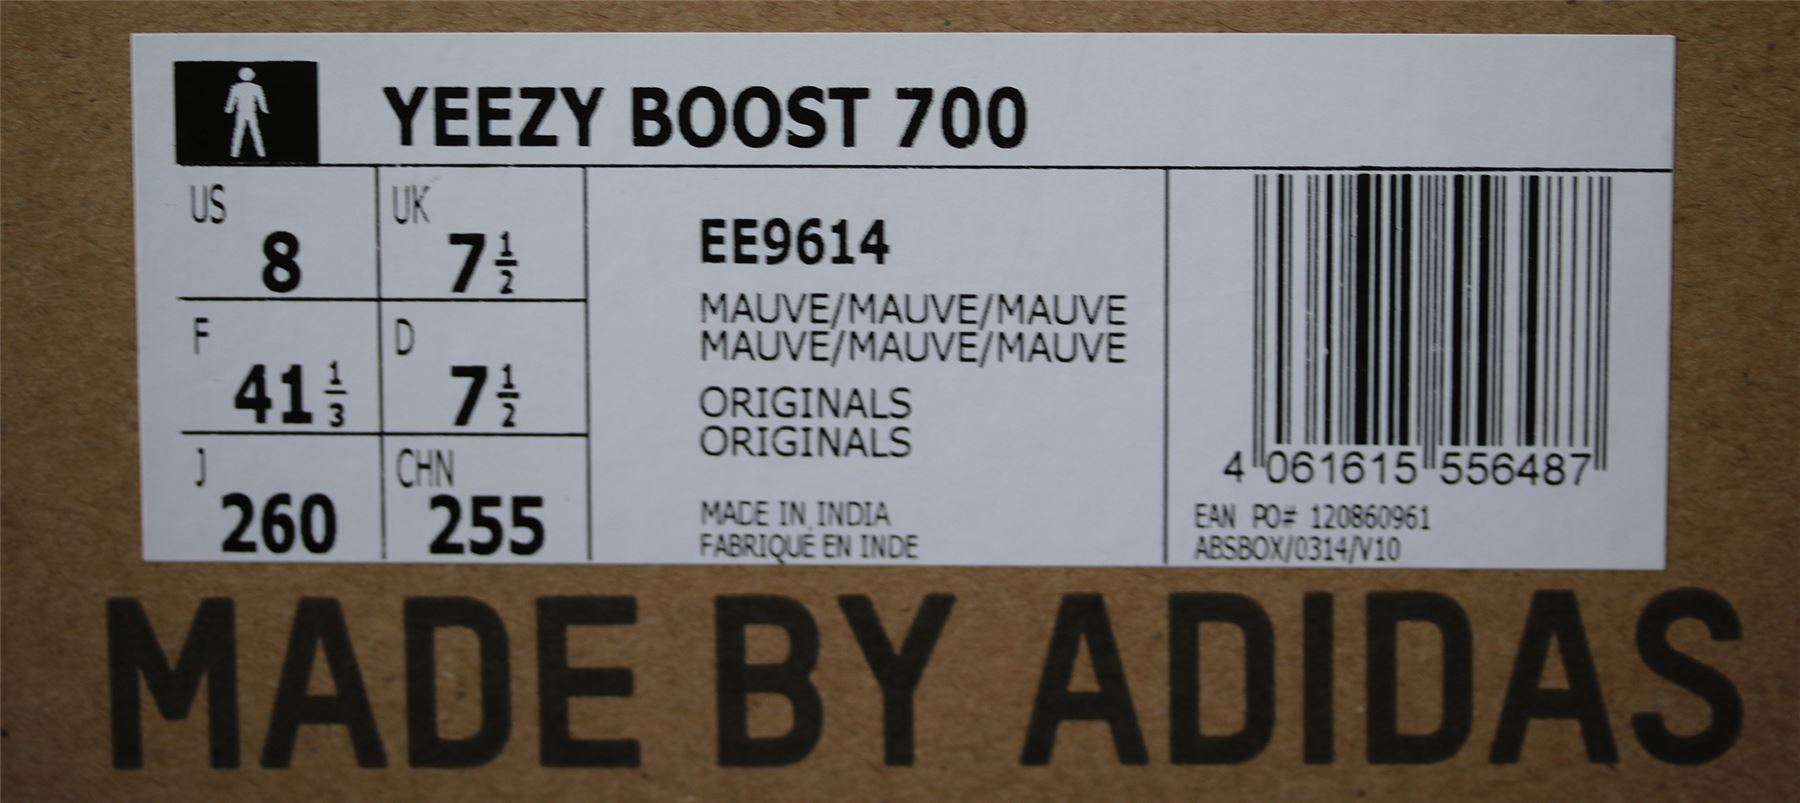 YEEZY BOOST 700
US
8
UK
7 1/2
F
41 1/3
D
7 1/2
J
260
CHN
255
EE9614
MAUVE/MAUVE/MAUVE
MAUVE/MAUVE/MAUVE
ORIGINALS
ORIGINALS
MADE IN INDIA
FABRIQUÉ EN INDE
4 061615 556487
EAN PO# 120860961
ABSBOX/0314/V10
MADE BY ADIDAS